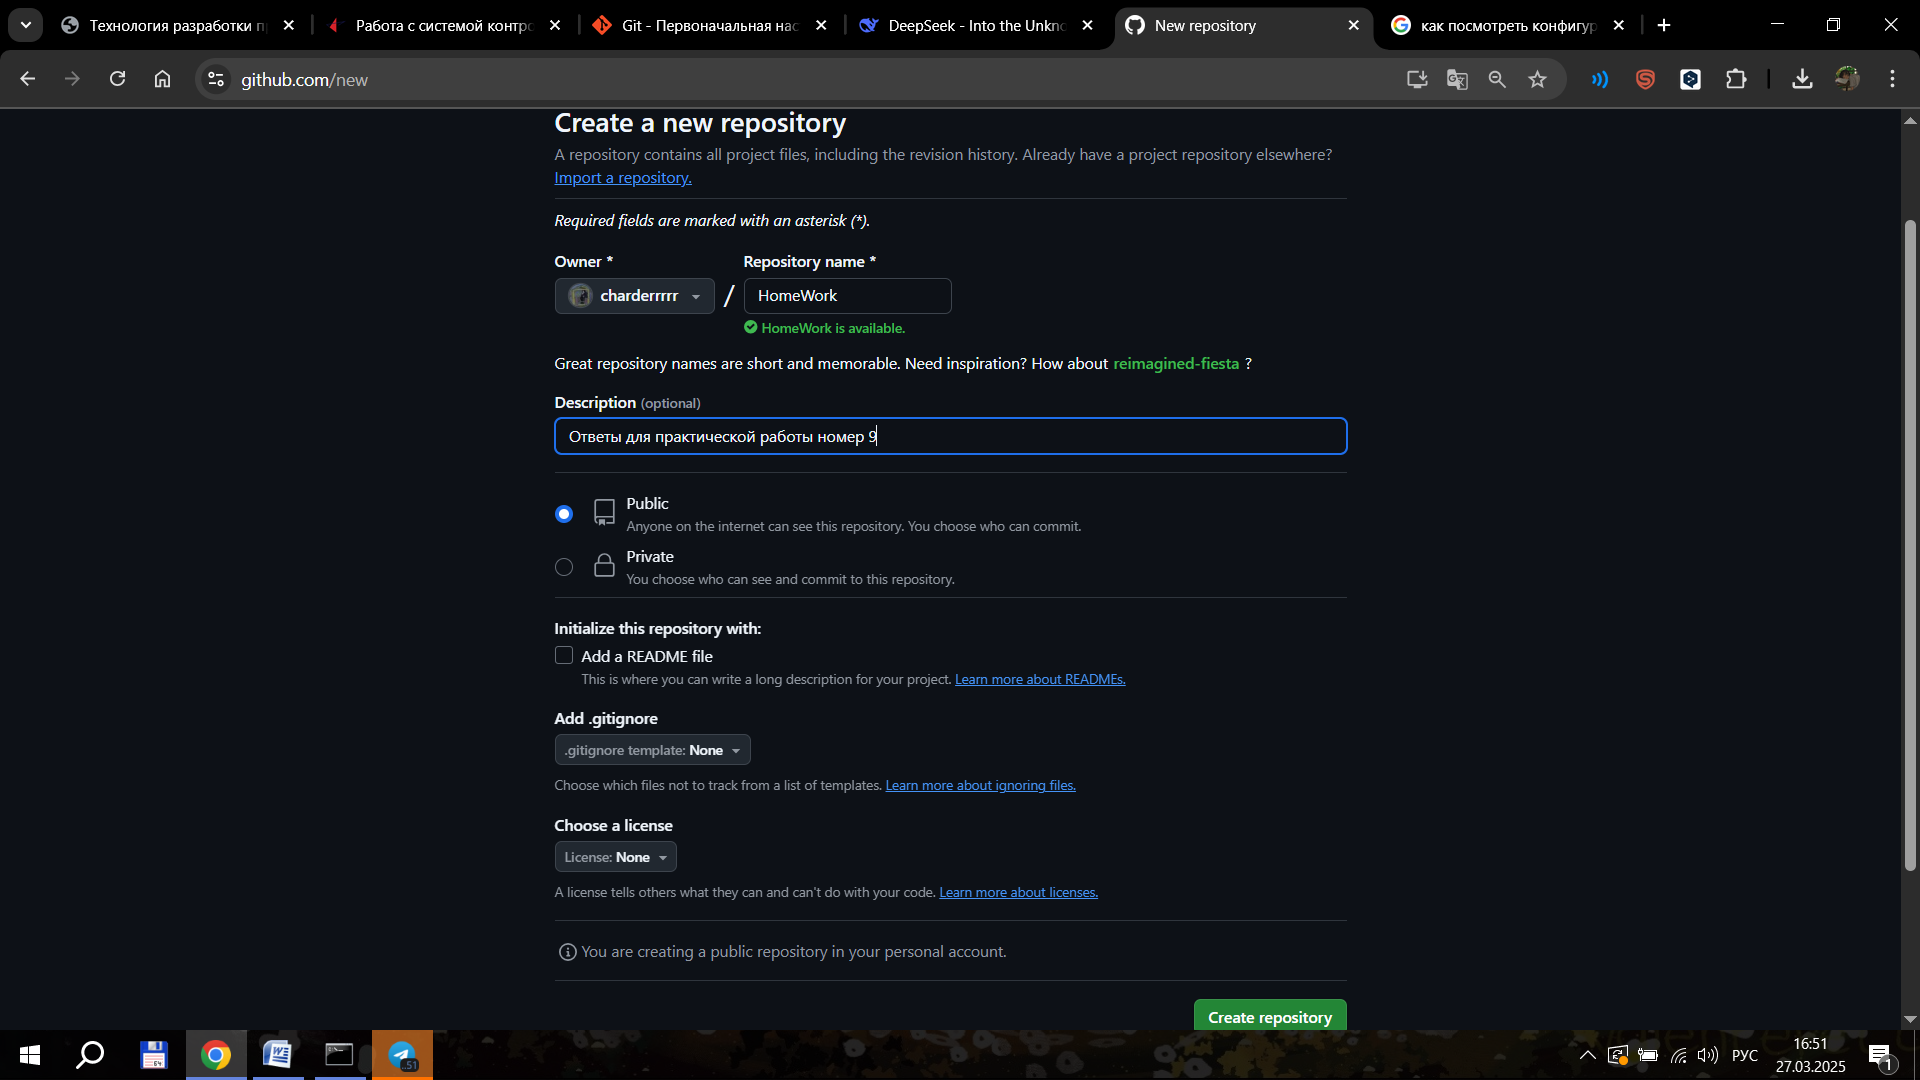 Технология разработки п
Работа с системой контро
Git - Первоначальная нас
DeepSeek - Into the Unkno
New repository
как посмотреть конфигур
github.com/new
Create a new repository
A repository contains all project files, including the revision history. Already have a project repository elsewhere?
Import a repository.
Required fields are marked with an asterisk (*).
Owner *
Repository name *
charderrrrr
/
HomeWork
HomeWork is available.
Great repository names are short and memorable. Need inspiration? How about reimagined-fiesta ?
Description (optional)
Ответы для практической работы номер 9
Public
Anyone on the internet can see this repository. You choose who can commit.
Private
You choose who can see and commit to this repository.
Initialize this repository with:
Add a README file
This is where you can write a long description for your project. Learn more about READMEs.
Add .gitignore
.gitignore template: None
Choose which files not to track from a list of templates. Learn more about ignoring files.
Choose a license
License: None
A license tells others what they can and can't do with your code. Learn more about licenses.
You are creating a public repository in your personal account.
Create repository
64
51
РУС
16:51
27.03.2025
1